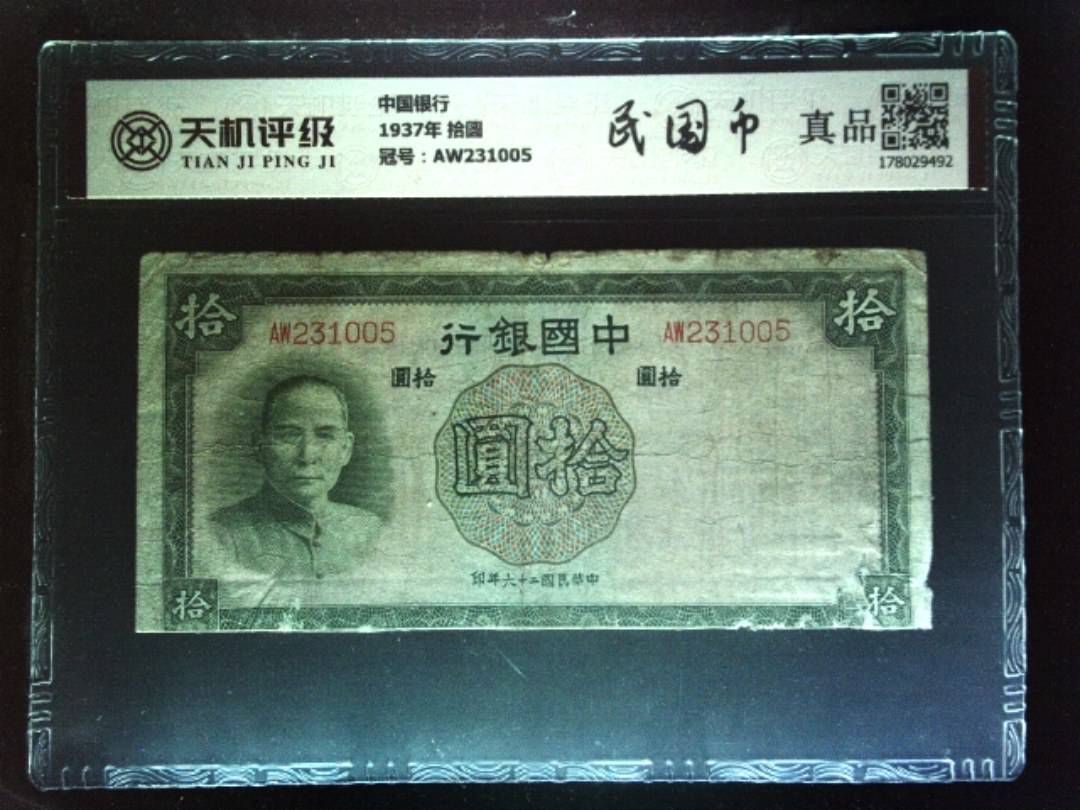 天机评级
TIAN JI PING JI
中国银行
1937年 拾圆
冠号：AW231005
民国币
真品
178029492
拾
拾
AW231005
行銀國中
AW231005
圓拾
圓拾
圓拾
印年六十二國民華中
拾
拾